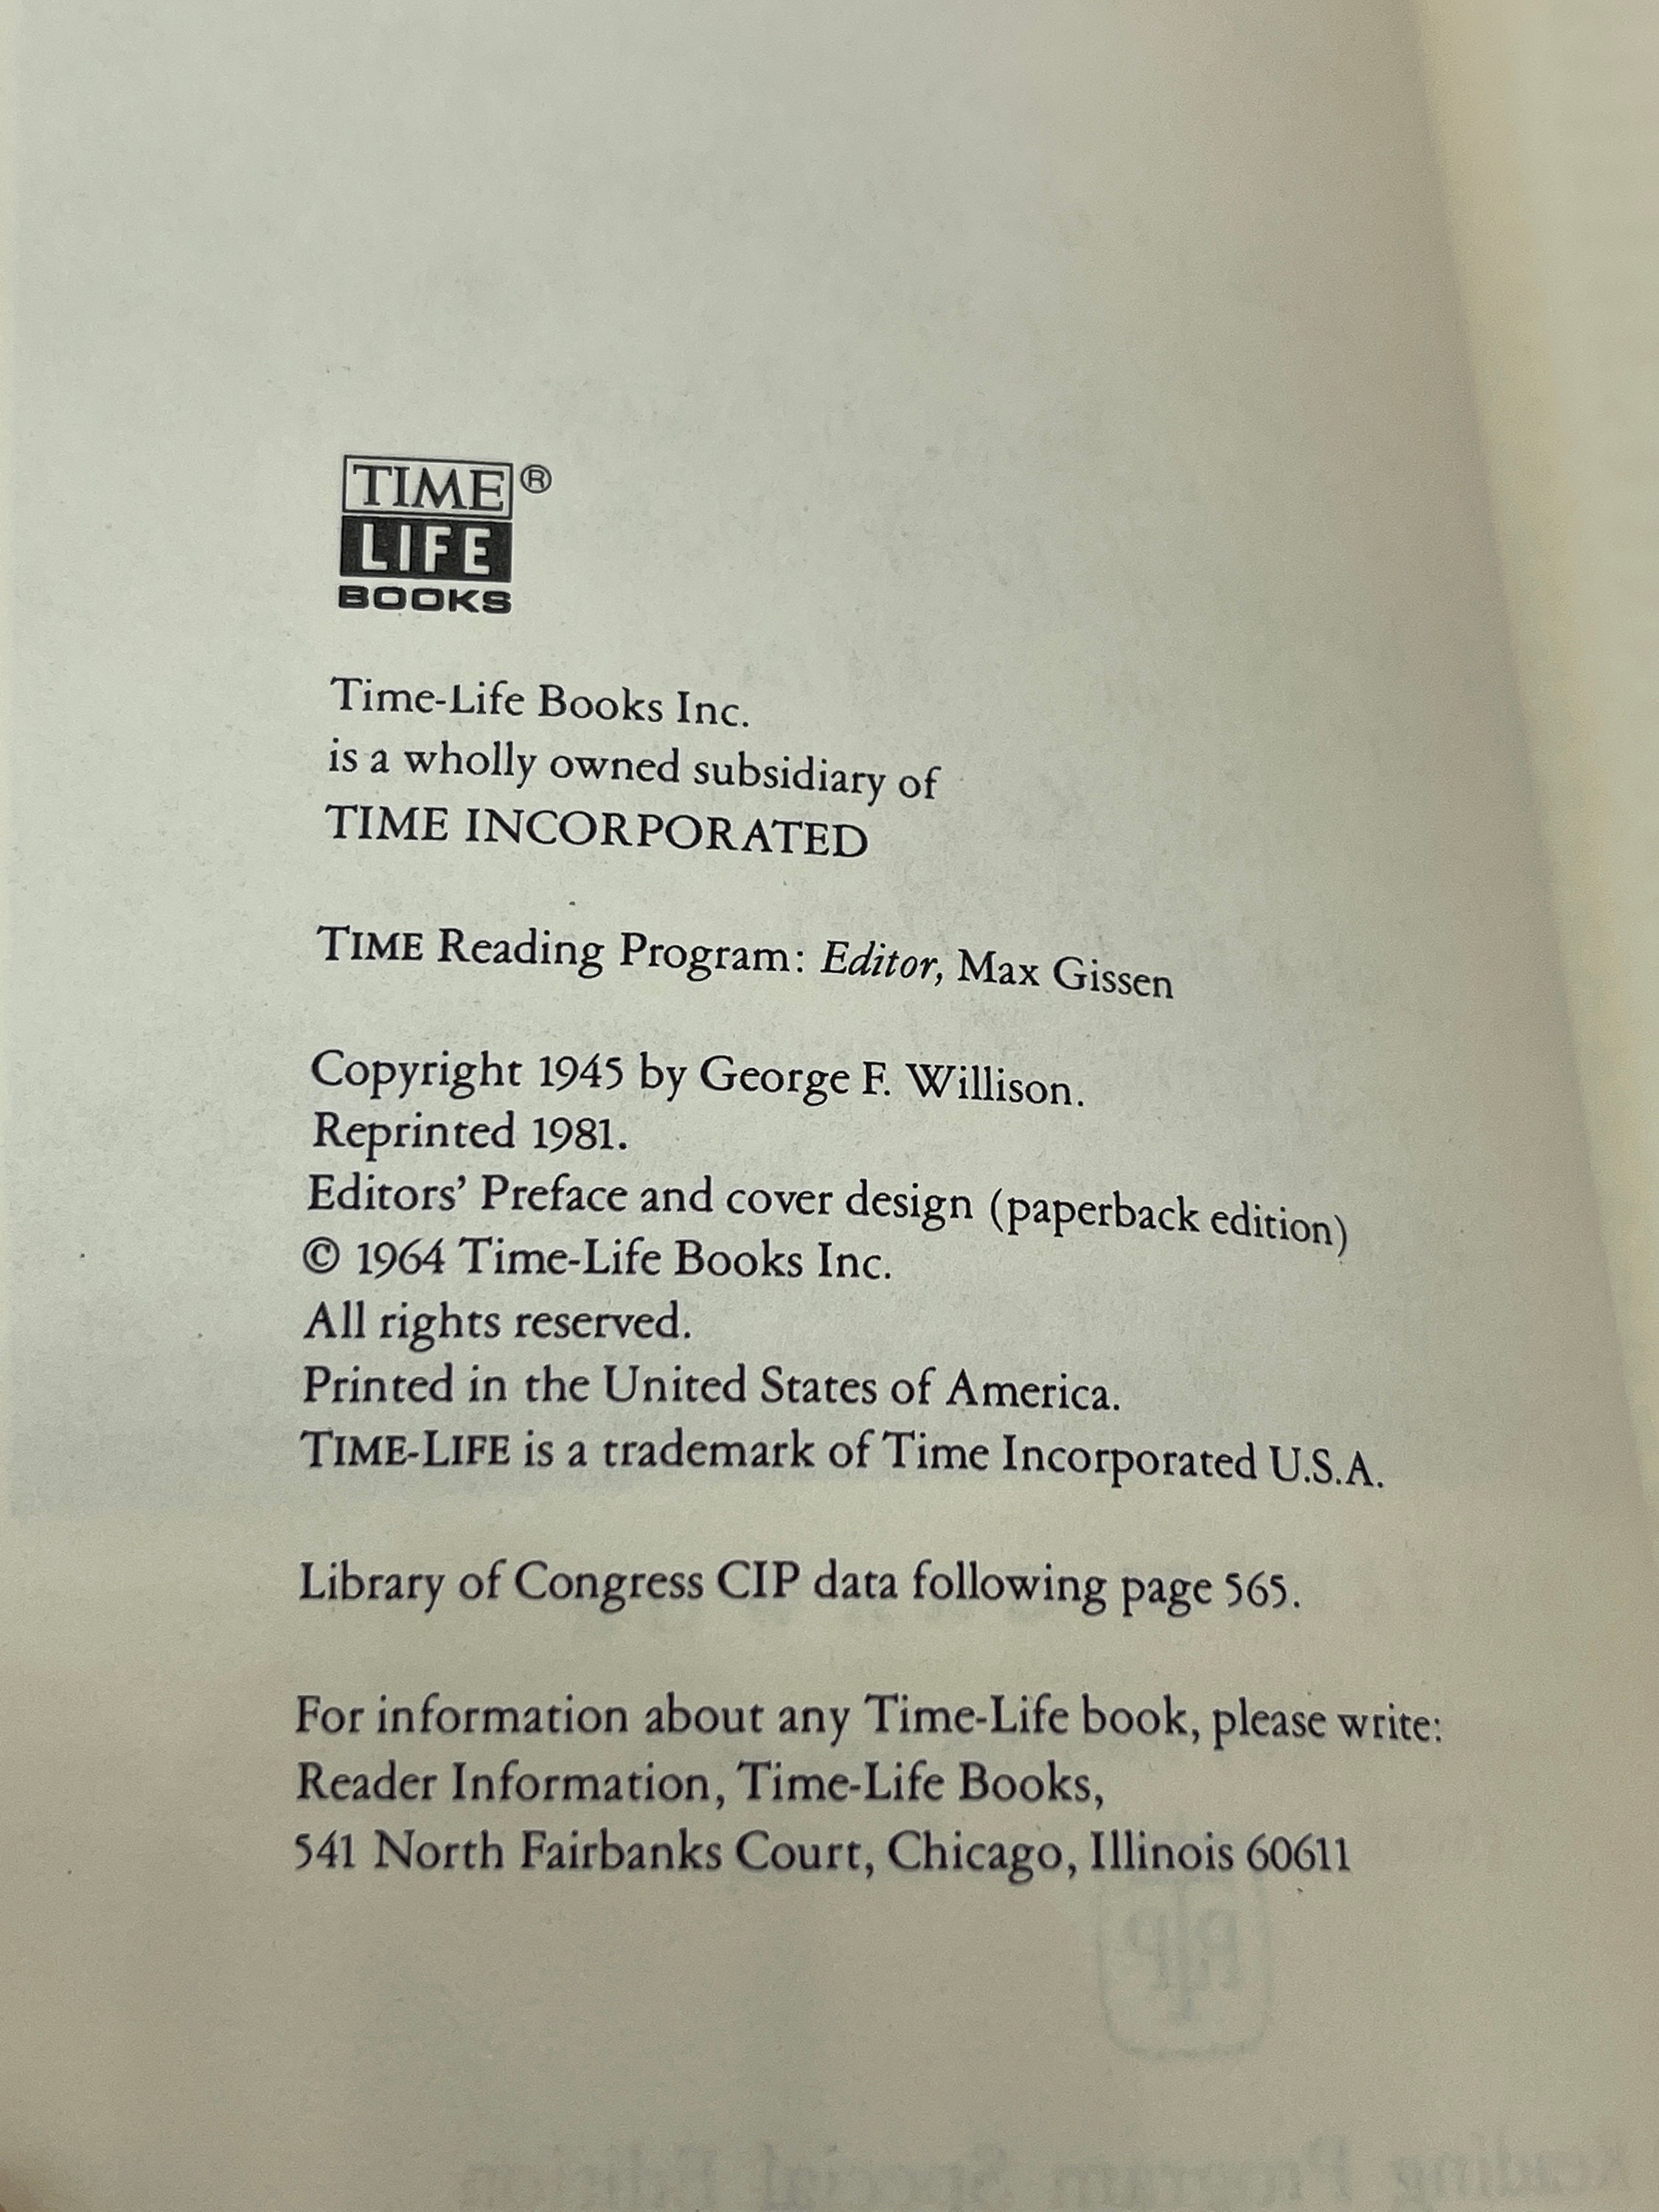 TIME®
LIFE
BOOKS
Time-Life Books Inc.
is a wholly owned subsidiary of
TIME INCORPORATED
TIME Reading Program: Editor, Max Gissen
Copyright 1945 by George F. Willison.
Reprinted 1981.
Editors' Preface and cover design (paperback edition)
© 1964 Time-Life Books Inc.
All rights reserved.
Printed in the United States of America.
TIME-LIFE is a trademark of Time Incorporated U.S.A.
Library of Congress CIP data following page 565.
For information about any Time-Life book, please write:
Reader Information, Time-Life Books,
541 North Fairbanks Court, Chicago, Illinois 60611